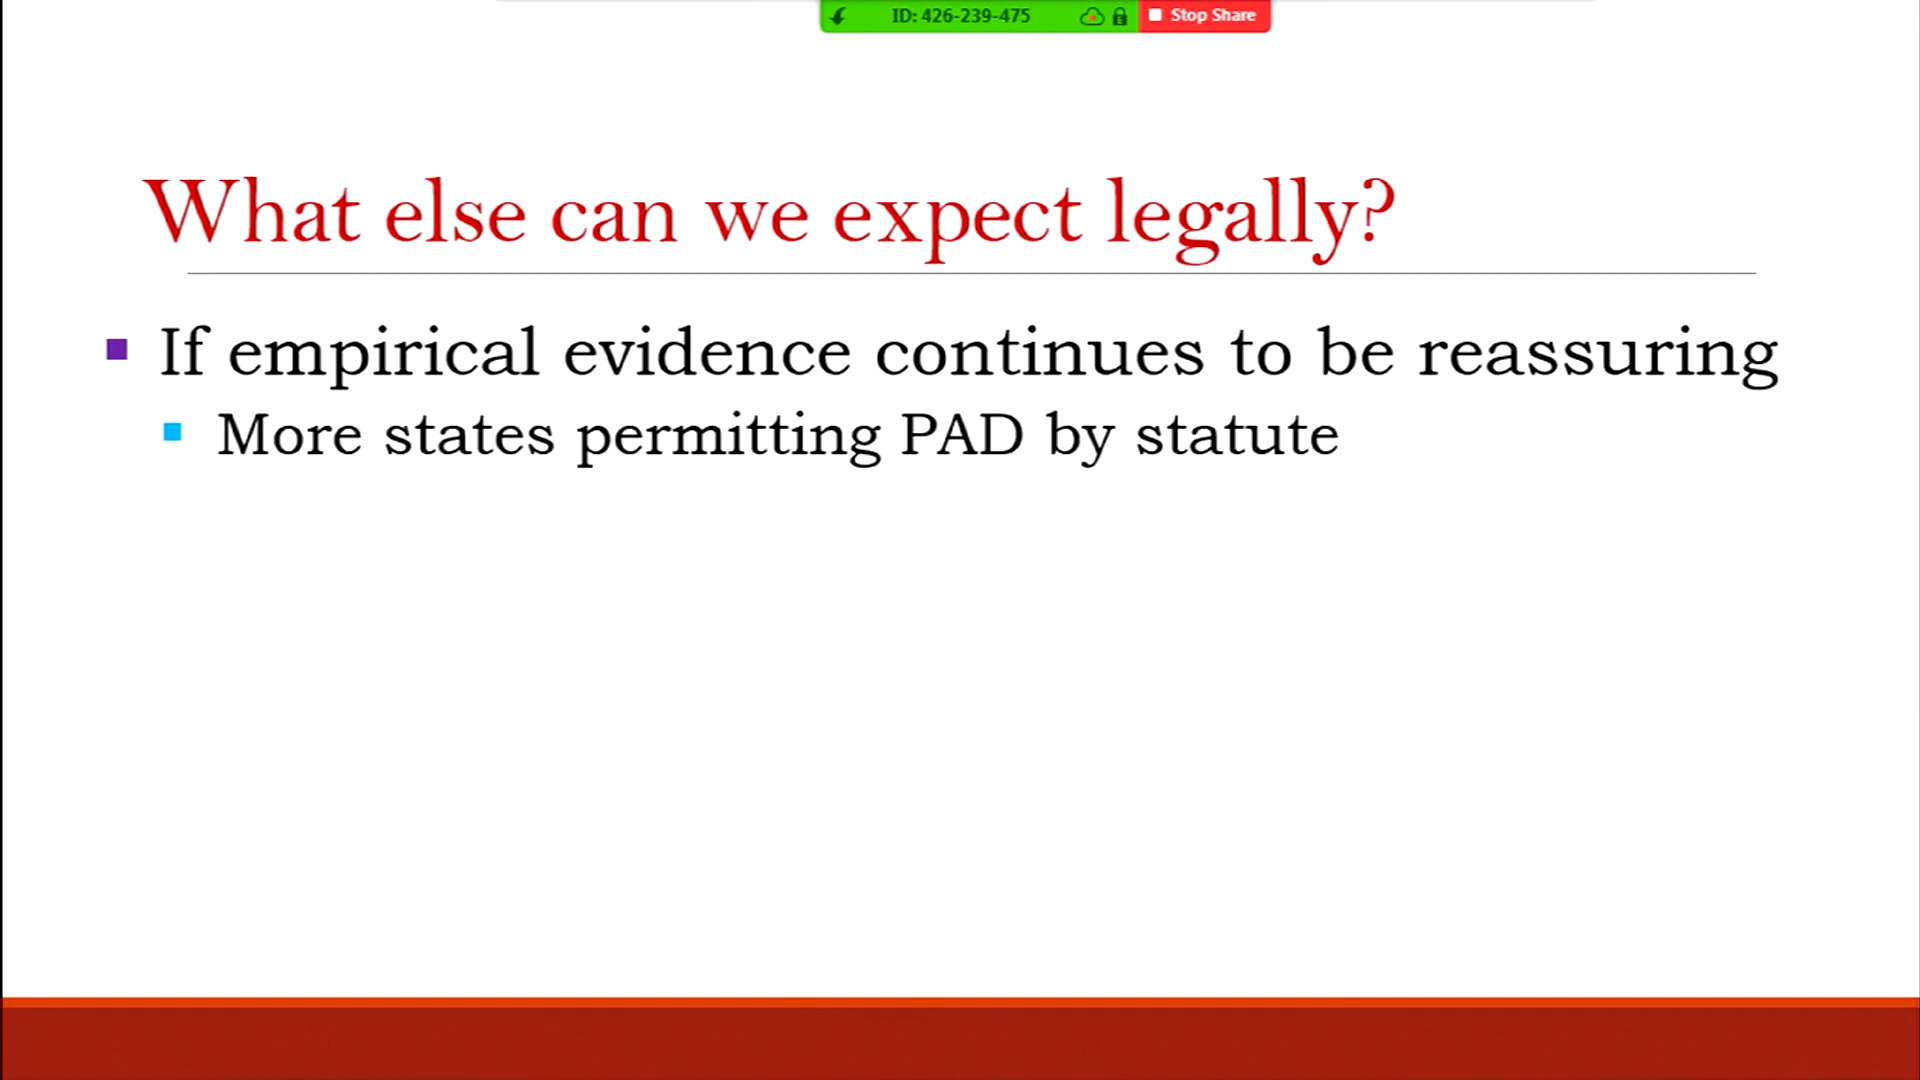 ID: 426-239-475 Stop Share
What else can we expect legally?
If empirical evidence continues to be reassuring
More states permitting PAD by statute